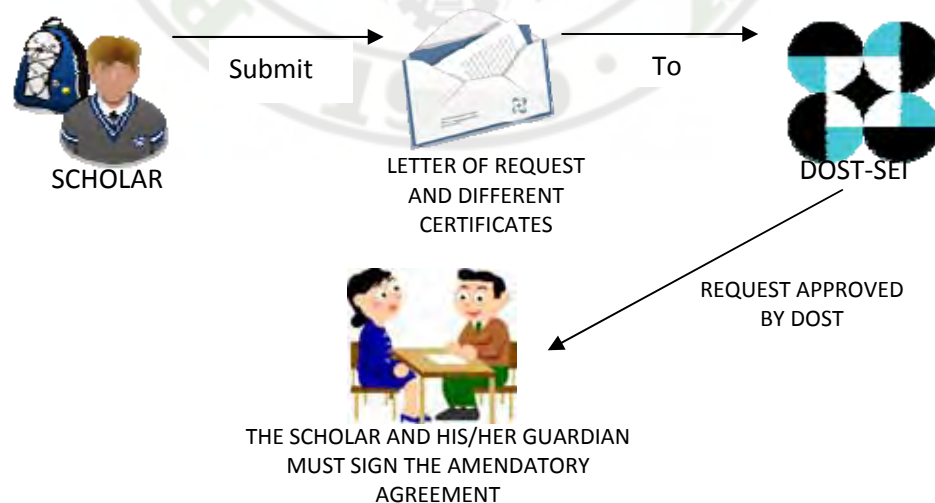 Submit
To
SCHOLAR
LETTER OF REQUEST
AND DIFFERENT
CERTIFICATES
DOST-SEI
REQUEST APPROVED
BY DOST
THE SCHOLAR AND HIS/HER GUARDIAN
MUST SIGN THE AMENDATORY
AGREEMENT